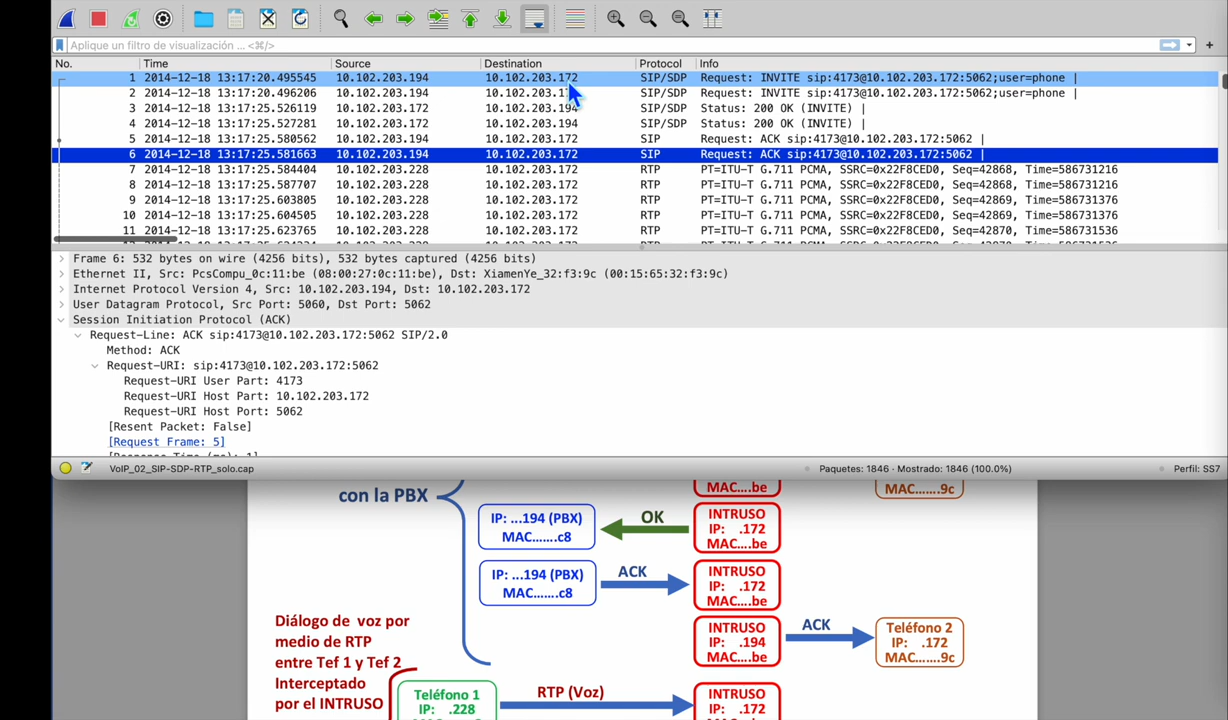 Aplique un filtro de visualización ... <⌘/>
No. Time Source Destination Protocol Info
1 2014-12-18 13:17:20.495545 10.102.203.194 10.102.203.172 SIP/SDP Request: INVITE sip:4173@10.102.203.172:5062;user=phone |
2 2014-12-18 13:17:20.496206 10.102.203.194 SIP/SDP Request: INVITE sip:4173@10.102.203.172:5062;user=phone |
3 2014-12-18 13:17:25.526119 10.102.203.172 10.102.203.194 SIP/SDP Status: 200 OK (INVITE) |
4 2014-12-18 13:17:25.527281 10.102.203.172 10.102.203.194 SIP/SDP Status: 200 OK (INVITE) |
5 2014-12-18 13:17:25.580562 10.102.203.194 10.102.203.172 SIP Request: ACK sip:4173@10.102.203.172:5062 |
6 2014-12-18 13:17:25.581663 10.102.203.194 10.102.203.172 SIP Request: ACK sip:4173@10.102.203.172:5062 |
7 2014-12-18 13:17:25.584404 10.102.203.228 10.102.203.172 RTP PT=ITU-T G.711 PCMA, SSRC=0x22F8CED0, Seq=42868, Time=586731216
8 2014-12-18 13:17:25.587707 10.102.203.228 10.102.203.172 RTP PT=ITU-T G.711 PCMA, SSRC=0x22F8CED0, Seq=42868, Time=586731216
9 2014-12-18 13:17:25.603805 10.102.203.228 10.102.203.172 RTP PT=ITU-T G.711 PCMA, SSRC=0x22F8CED0, Seq=42869, Time=586731376
10 2014-12-18 13:17:25.604505 10.102.203.228 10.102.203.172 RTP PT=ITU-T G.711 PCMA, SSRC=0x22F8CED0, Seq=42869, Time=586731376
11 2014-12-18 13:17:25.623765 10.102.203.228 10.102.203.172 RTP PT=ITU-T G.711 PCMA, SSRC=0x22F8CED0, Seq=42870, Time=586731536
Frame 6: 532 bytes on wire (4256 bits), 532 bytes captured (4256 bits)
Ethernet II, Src: PcsCompu_0c:11:be (08:00:27:0c:11:be), Dst: XiamenYe_32:f3:9c (00:15:65:32:f3:9c)
Internet Protocol Version 4, Src: 10.102.203.194, Dst: 10.102.203.172
User Datagram Protocol, Src Port: 5060, Dst Port: 5062
Session Initiation Protocol (ACK)
Request-Line: ACK sip:4173@10.102.203.172:5062 SIP/2.0
Method: ACK
Request-URI: sip:4173@10.102.203.172:5062
Request-URI User Part: 4173
Request-URI Host Part: 10.102.203.172
Request-URI Host Port: 5062
[Resent Packet: False]
[Request Frame: 5]
VoIP_02_SIP-SDP-RTP_solo.cap Paquetes: 1846 · Mostrado: 1846 (100.0%) Perfil: SS7
con la PBX
MAC....be
MAC....9c
IP: ...194 (PBX)
MAC.......c8
OK
INTRUSO
IP: .172
MAC....be
IP: ...194 (PBX)
MAC.......c8
ACK
INTRUSO
IP: .172
MAC....be
INTRUSO
IP: .194
MAC....be
ACK
Teléfono 2
IP: .172
MAC....9c
Diálogo de voz por
medio de RTP
entre Tef 1 y Tef 2
Interceptado
por el INTRUSO
Teléfono 1
IP: .228
RTP (Voz)
INTRUSO
IP: .172